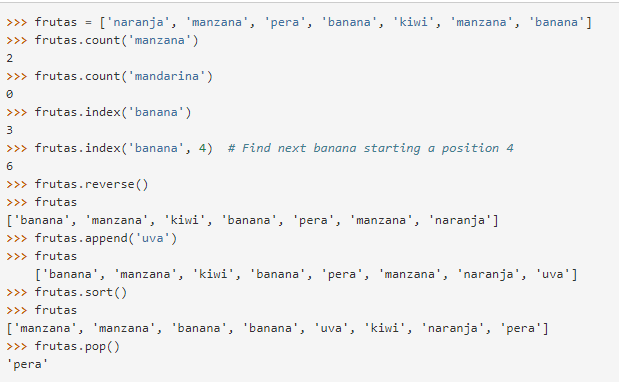 >>> frutas = ['naranja', 'manzana', 'pera', 'banana', 'kiwi', 'manzana', 'banana']
>>> frutas.count('manzana')
2
>>> frutas.count('mandarina')
0
>>> frutas.index('banana')
3
>>> frutas.index('banana', 4)  # Find next banana starting a position 4
6
>>> frutas.reverse()
>>> frutas
['banana', 'manzana', 'kiwi', 'banana', 'pera', 'manzana', 'naranja']
>>> frutas.append('uva')
>>> frutas
    ['banana', 'manzana', 'kiwi', 'banana', 'pera', 'manzana', 'naranja', 'uva']
>>> frutas.sort()
>>> frutas
['manzana', 'manzana', 'banana', 'banana', 'uva', 'kiwi', 'naranja', 'pera']
>>> frutas.pop()
'pera'